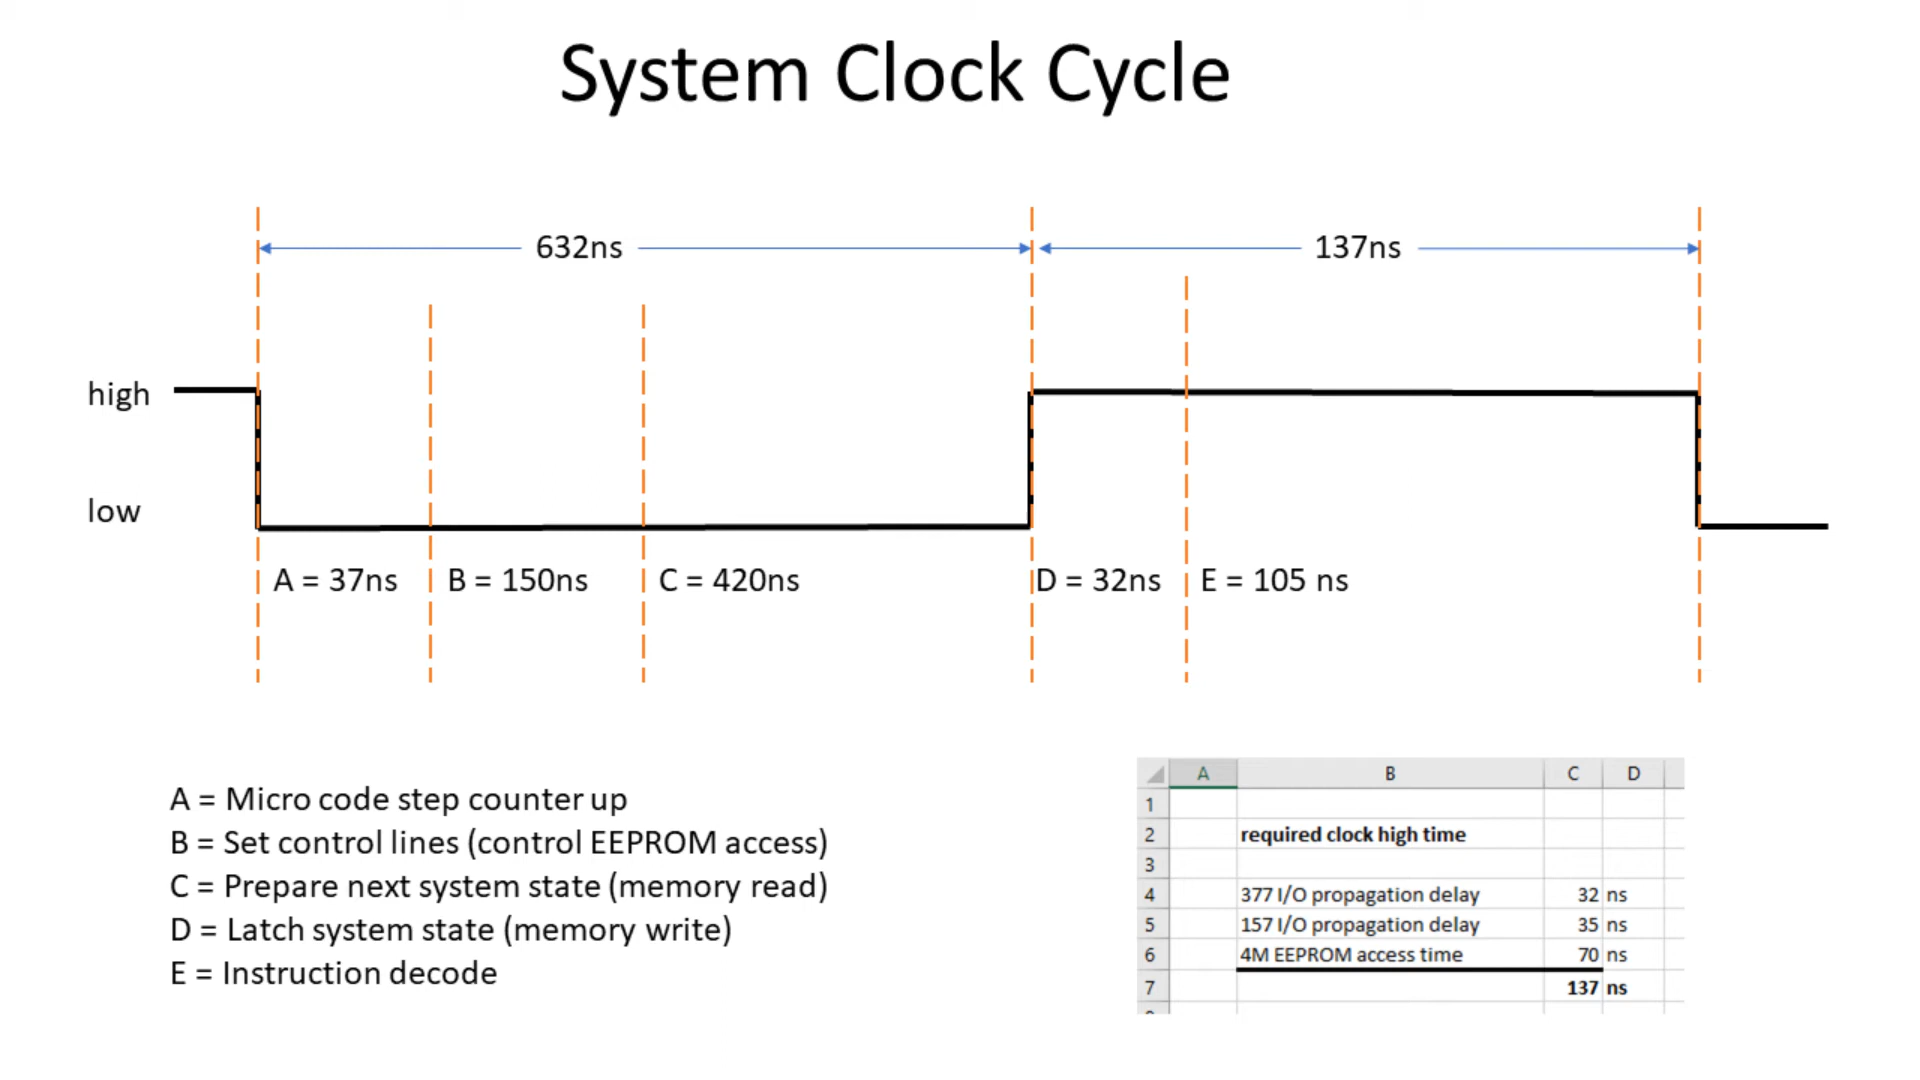 System Clock Cycle
632ns
137ns
high
low
A = 37ns
B = 150ns
C = 420ns
D = 32ns
E = 105 ns
A = Micro code step counter up
B = Set control lines (control EEPROM access)
C = Prepare next system state (memory read)
D = Latch system state (memory write)
E = Instruction decode
A B C D
1
2 required clock high time
3
4 377 I/O propagation delay 32 ns
5 157 I/O propagation delay 35 ns
6 4M EEPROM access time 70 ns
7 137 ns